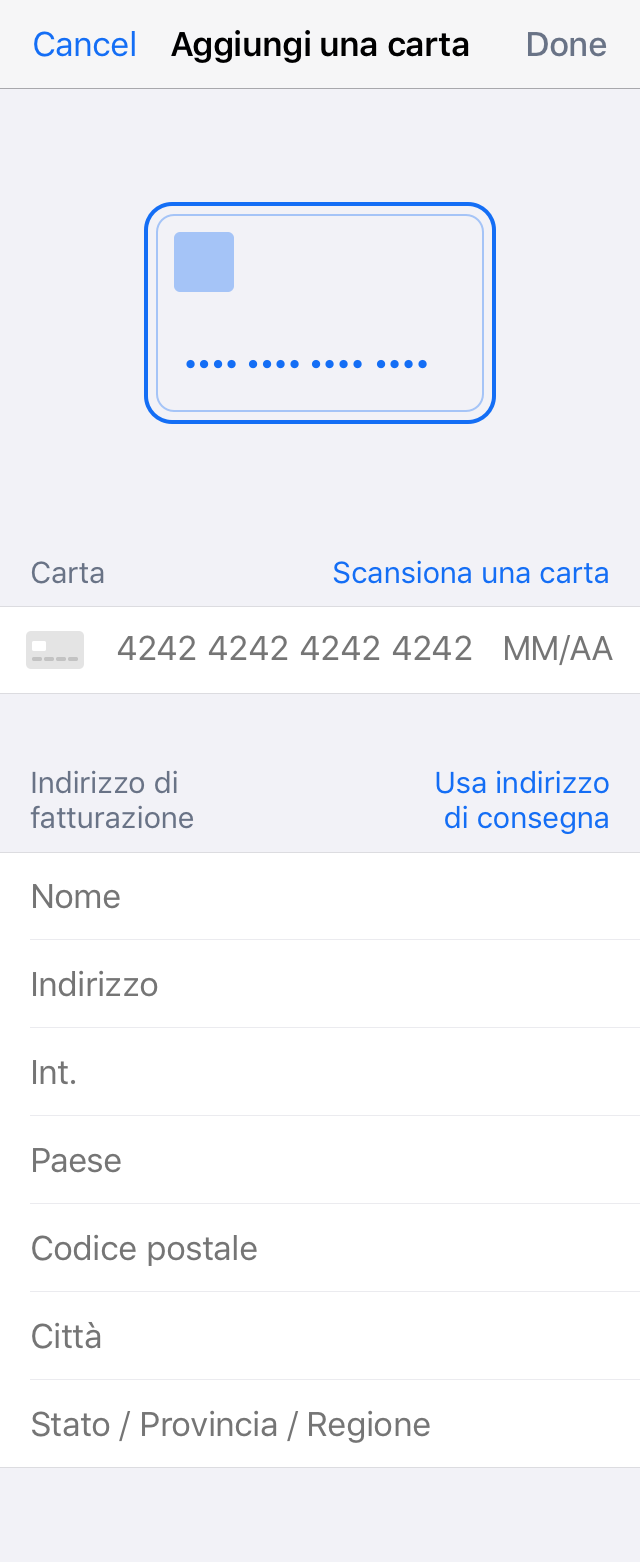 Cancel Aggiungi una carta Done
•••• •••• •••• ••••
Carta Scansiona una carta
4242 4242 4242 4242 MM/AA
Indirizzo di Usa indirizzo
fatturazione di consegna
Nome
Indirizzo
Int.
Paese
Codice postale
Città
Stato / Provincia / Regione